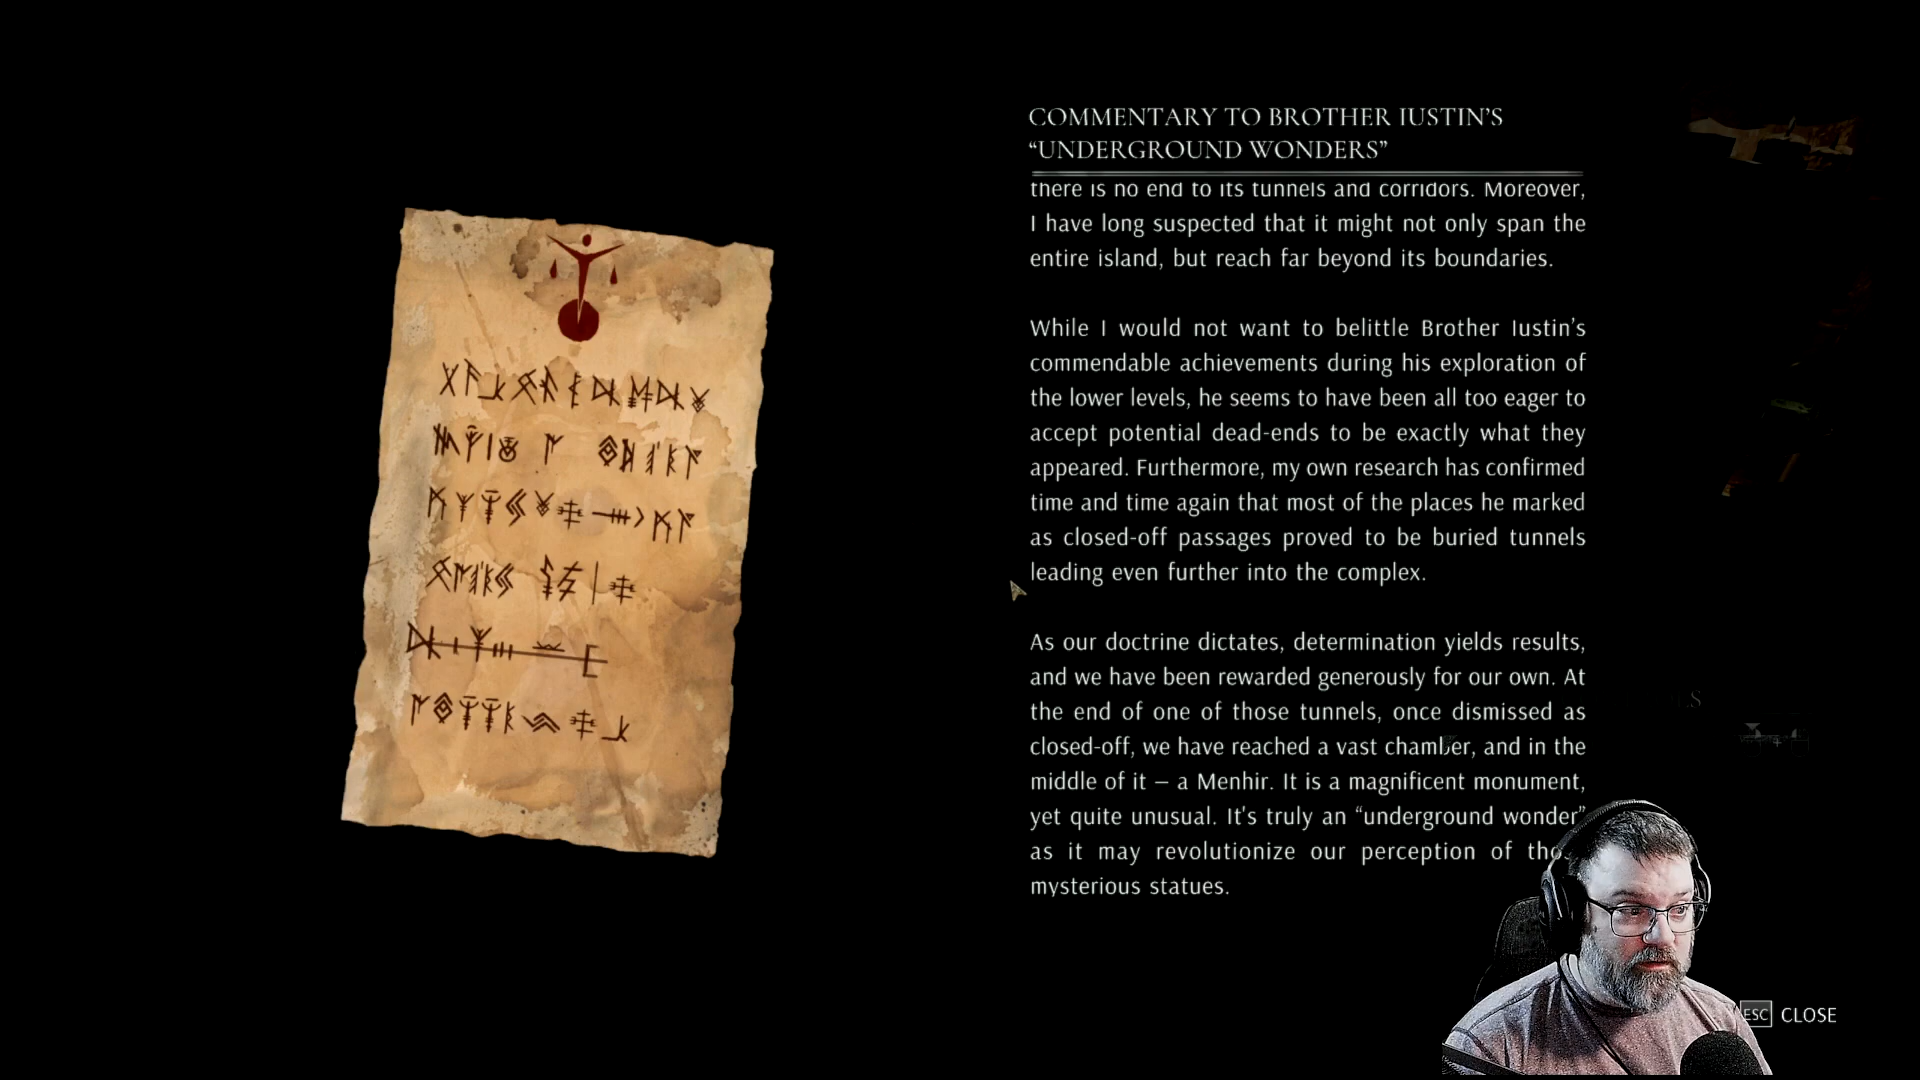 COMMENTARY TO BROTHER IUSTIN'S
“UNDERGROUND WONDERS”
there is no end to its tunnels and corridors. Moreover,
I have long suspected that it might not only span the
entire island, but reach far beyond its boundaries.
While I would not want to belittle Brother Iustin's
commendable achievements during his exploration of
the lower levels, he seems to have been all too eager to
accept potential dead-ends to be exactly what they
appeared. Furthermore, my own research has confirmed
time and time again that most of the places he marked
as closed-off passages proved to be buried tunnels
leading even further into the complex.
As our doctrine dictates, determination yields results,
and we have been rewarded generously for our own. At
the end of one of those tunnels, once dismissed as
closed-off, we have reached a vast chamber, and in the
middle of it – a Menhir. It is a magnificent monument,
yet quite unusual. It's truly an “underground wonder”
as it may revolutionize our perception of
mysterious statues.
ESC CLOSE